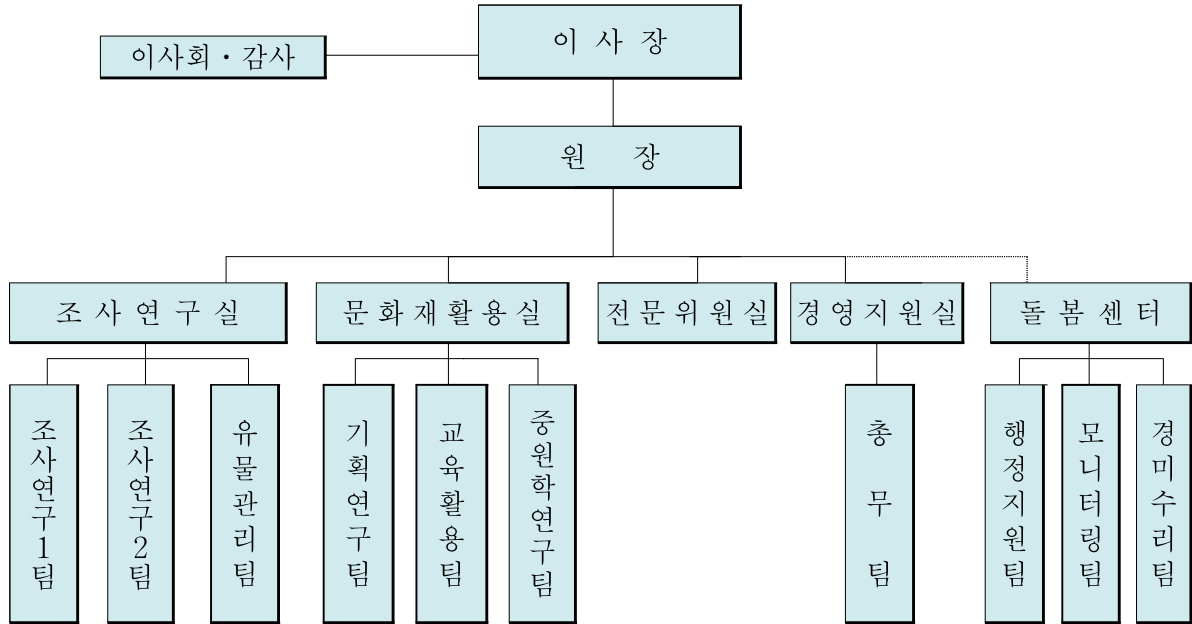 이 사 장
이사회・감사
원 장
조사연구실
문화재활용실
전문위원실
경영지원실
돌봄센터
조사연구1팀
조사연구2팀
유물관리팀
기획연구팀
교육활용팀
중원학연구팀
총무팀
행정지원팀
모니터링팀
경미수리팀